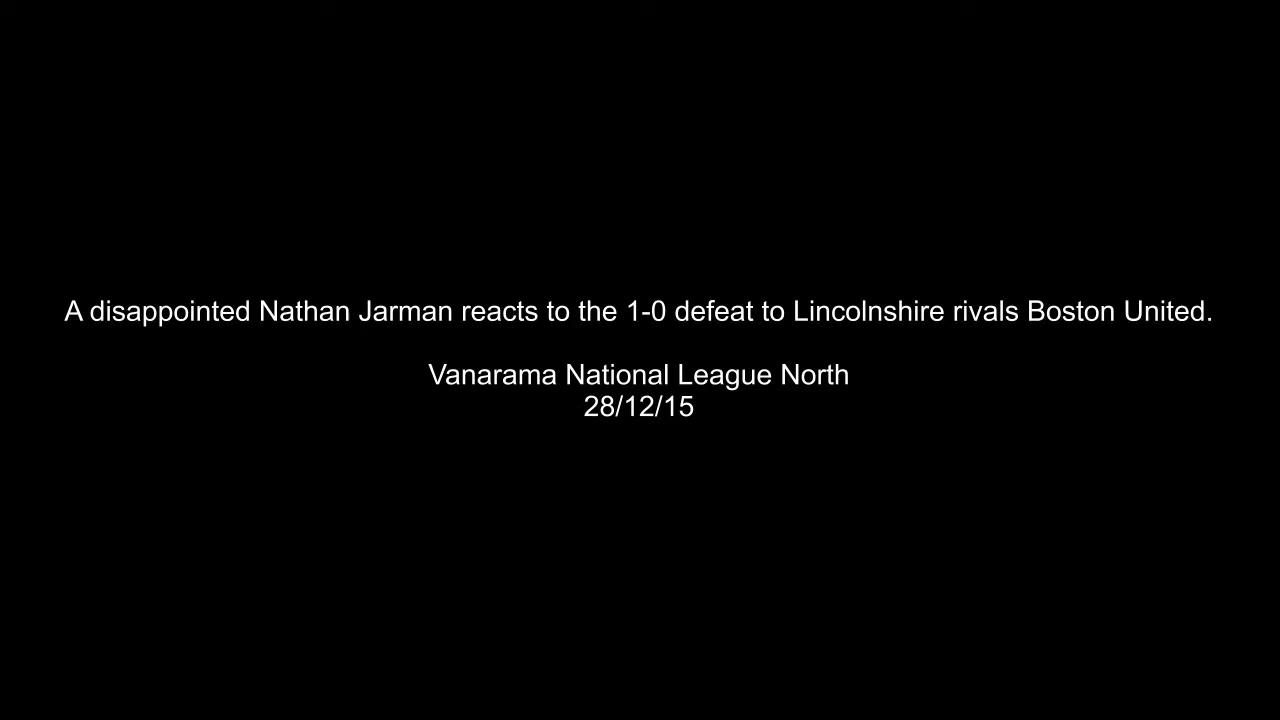 A disappointed Nathan Jarman reacts to the 1-0 defeat to Lincolnshire rivals Boston United.
Vanarama National League North
28/12/15